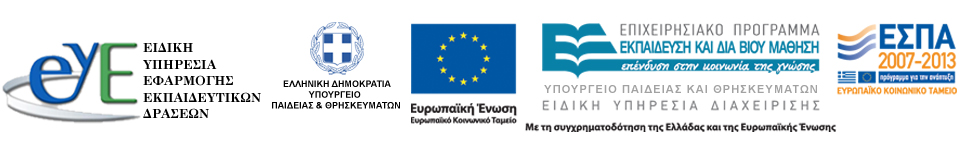 eye
ΕΙΔΙΚΗ
ΥΠΗΡΕΣΙΑ
ΕΦΑΡΜΟΓΗΣ
ΕΚΠΑΙΔΕΥΤΙΚΩΝ
ΔΡΑΣΕΩΝ
ΕΛΛΗΝΙΚΗ ΔΗΜΟΚΡΑΤΙΑ
ΥΠΟΥΡΓΕΙΟ
ΠΑΙΔΕΙΑΣ & ΘΡΗΣΚΕΥΜΑΤΩΝ
Ευρωπαϊκή Ένωση
Ευρωπαϊκό Κοινωνικό Ταμείο
ΕΠΙΧΕΙΡΗΣΙΑΚΟ ΠΡΟΓΡΑΜΜΑ
ΕΚΠΑΙΔΕΥΣΗ ΚΑΙ ΔΙΑ ΒΙΟΥ ΜΑΘΗΣΗ
επένδυση στην κοινωνία της γνώσης
ΥΠΟΥΡΓΕΙΟ ΠΑΙΔΕΙΑΣ ΚΑΙ ΘΡΗΣΚΕΥΜΑΤΩΝ
ΕΙΔΙΚΗ ΥΠΗΡΕΣΙΑ ΔΙΑΧΕΙΡΙΣΗΣ
Με τη συγχρηματοδότηση της Ελλάδας και της Ευρωπαϊκής Ένωσης
ΕΣΠΑ
2007-2013
πρόγραμμα για την ανάπτυξη
ΕΥΡΩΠΑΪΚΟ ΚΟΙΝΩΝΙΚΟ ΤΑΜΕΙΟ